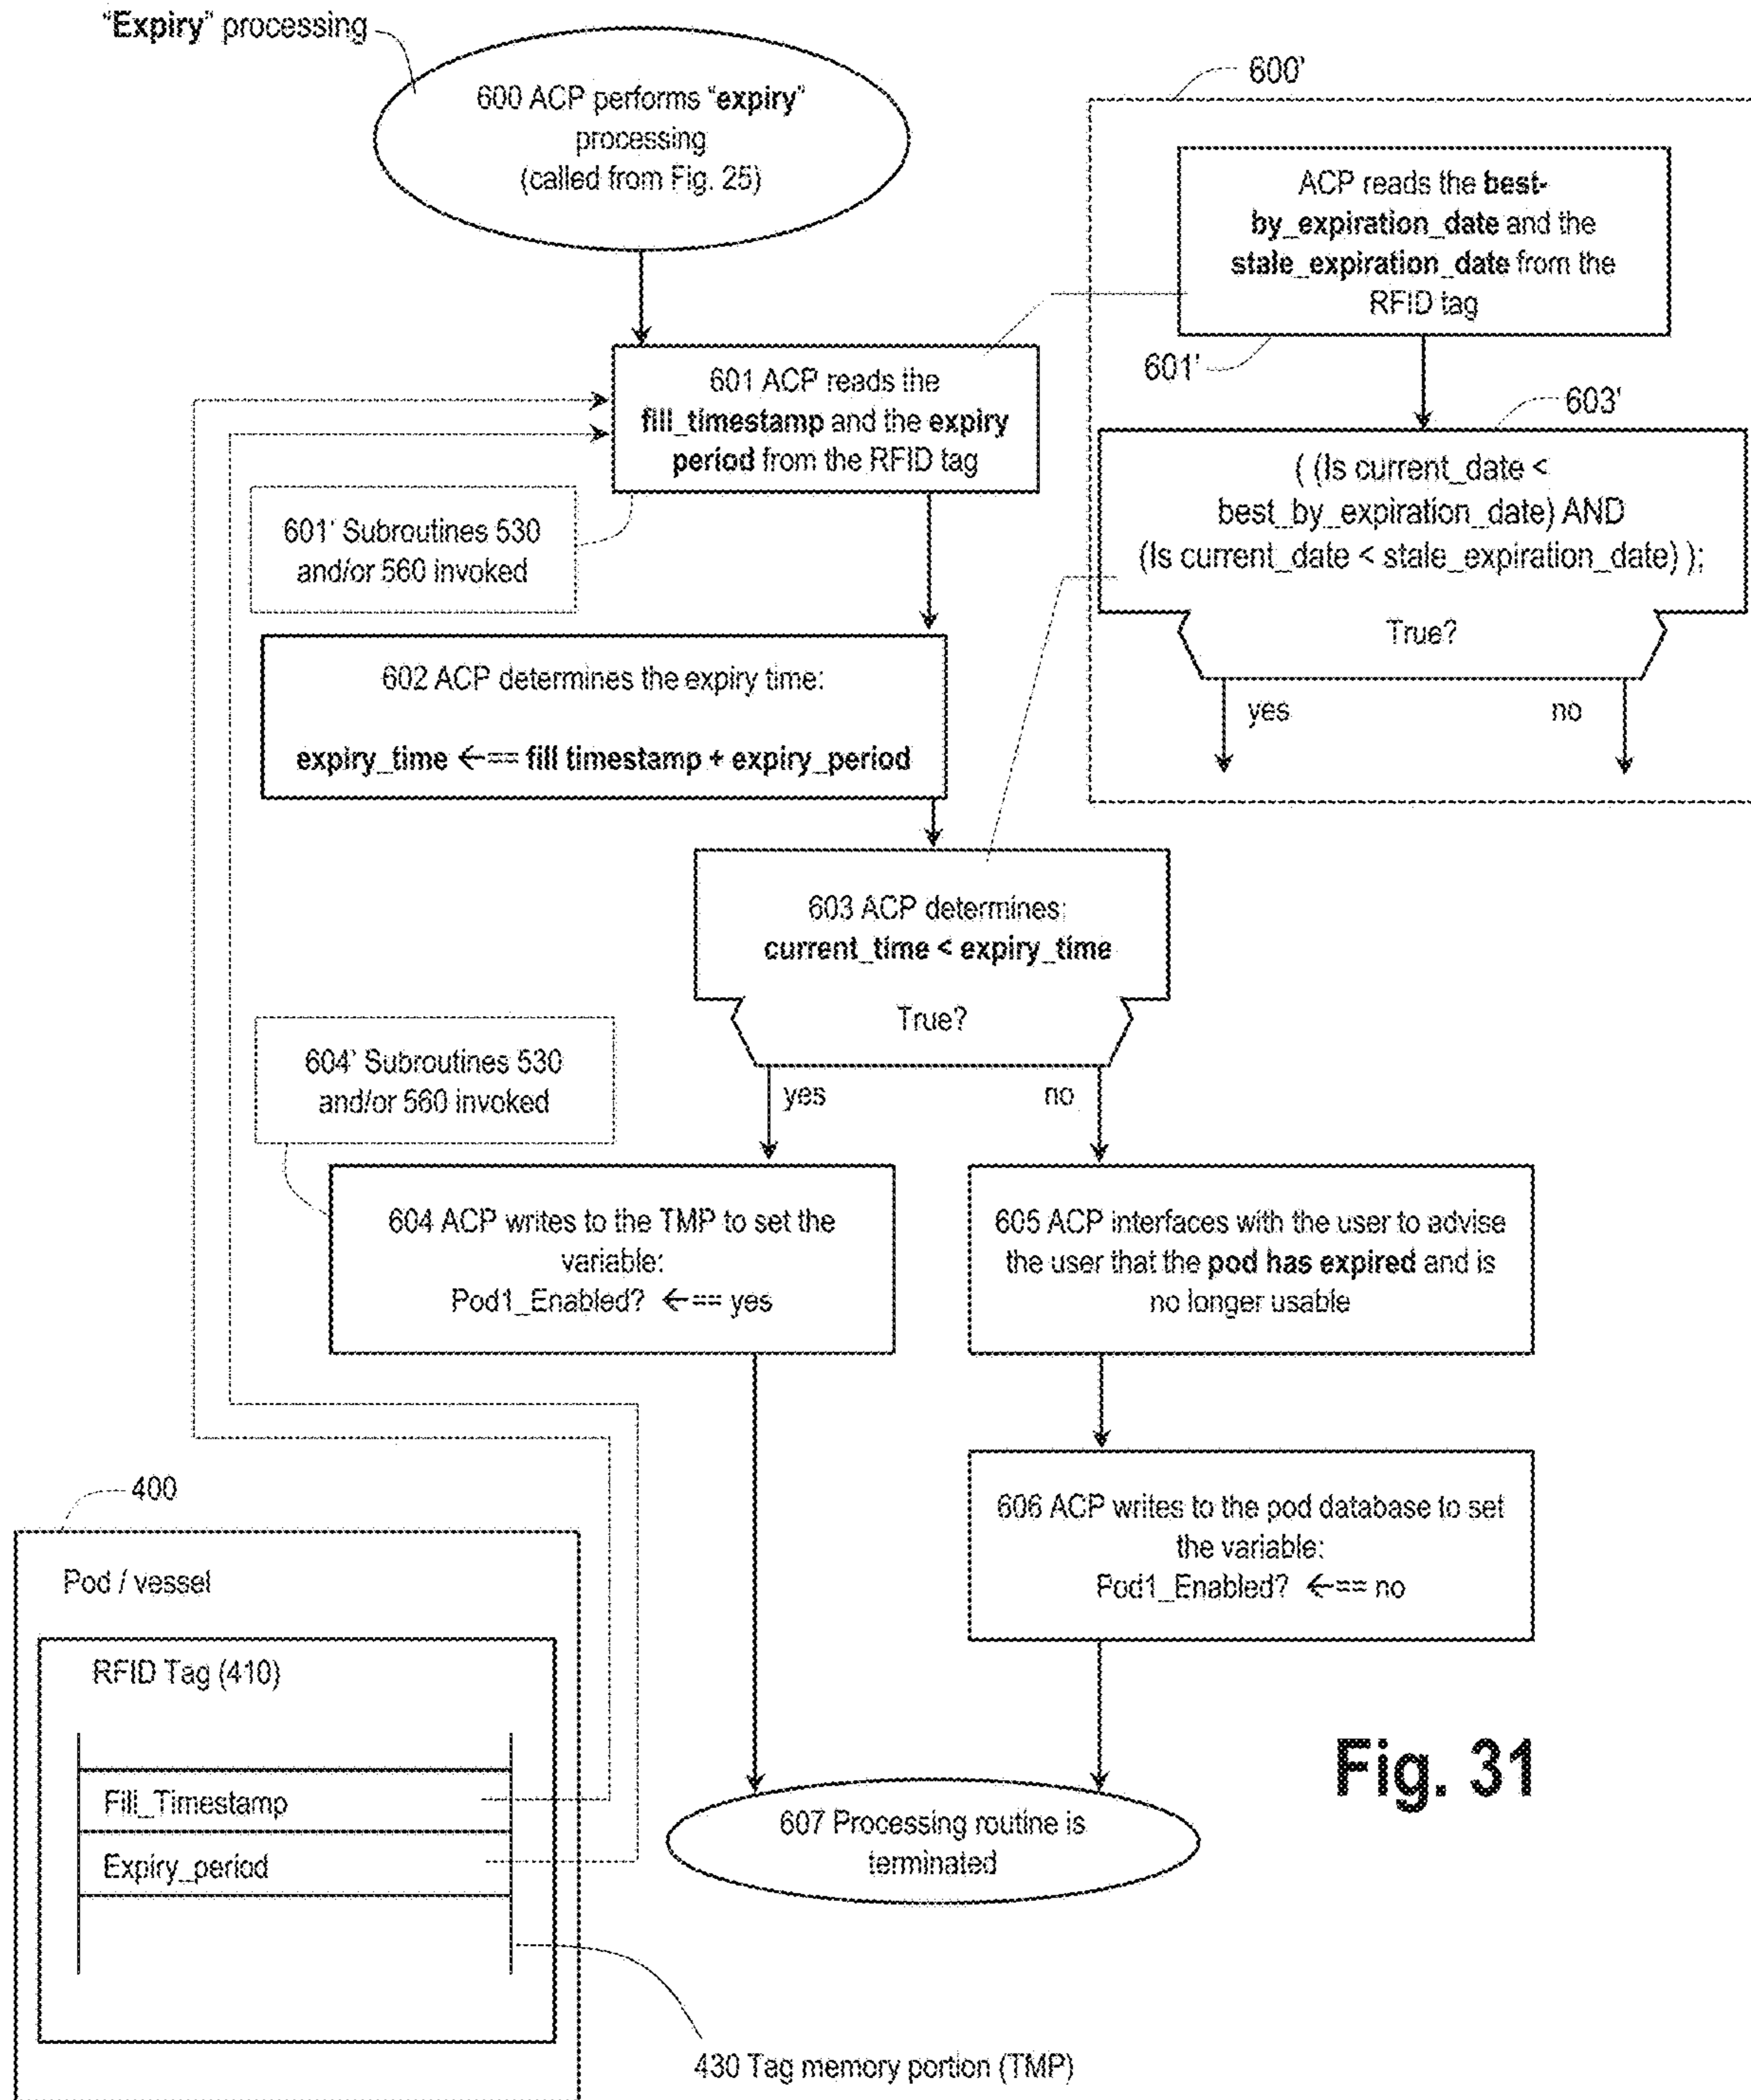 "Expiry" processing
600 ACP performs "expiry"
processing
(called from Fig. 25)
600'
ACP reads the best-
by_expiration_date and the
stale_expiration_date from the
RFID tag
601'
603'
( (Is current_date <
best_by_expiration_date) AND
(Is current_date < stale_expiration_date) );
True?
yes
no
601 ACP reads the
fill_timestamp and the expiry
period from the RFID tag
601' Subroutines 530
and/or 560 invoked
602 ACP determines the expiry time:
expiry_time <== fill timestamp + expiry_period
603 ACP determines:
current_time < expiry_time
True?
yes
no
604' Subroutines 530
and/or 560 invoked
604 ACP writes to the TMP to set the
variable:
Pod1_Enabled? <== yes
605 ACP interfaces with the user to advise
the user that the pod has expired and is
no longer usable
606 ACP writes to the pod database to set
the variable:
Pod1_Enabled? <== no
400
Pod / vessel
RFID Tag (410)
Fill_Timestamp
Expiry_period
607 Processing routine is
terminated
Fig. 31
430 Tag memory portion (TMP)